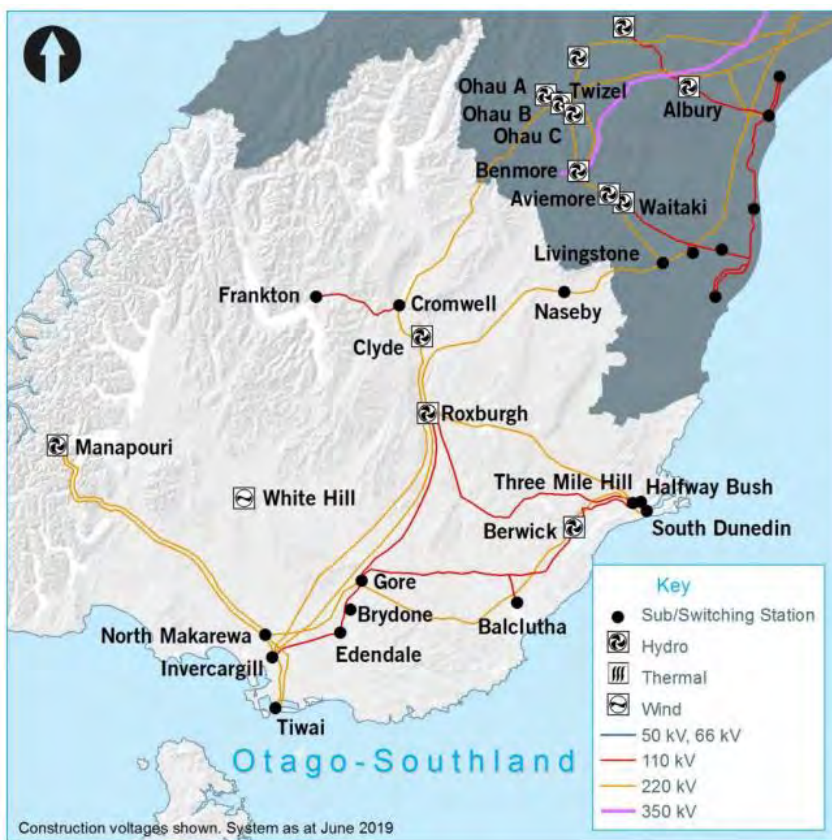 Ohau A
Twizel
Ohau B
Albury
Ohau C
Benmore
Aviemore
Waitaki
Livingstone
Frankton
Cromwell
Naseby
Clyde
Roxburgh
Manapouri
White Hill
Three Mile Hill
Halfway Bush
Berwick
South Dunedin
Gore
Brydone
Balclutha
North Makarewa
Edendale
Invercargill
Tiwai
Otago-Southland
Key
Sub/Switching Station
Hydro
Thermal
Wind
50 kV, 66 kV
110 kV
220 kV
350 kV
Construction voltages shown. System as at June 2019